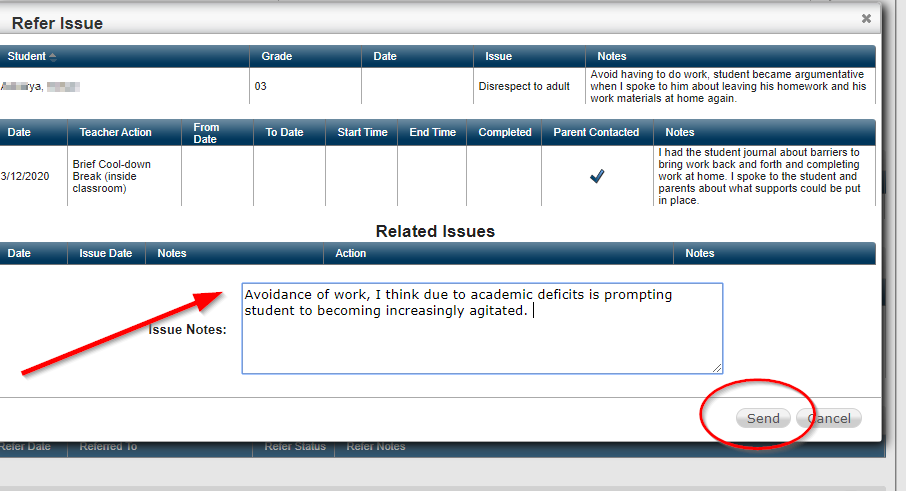 Refer Issue
Student Grade Date Issue Notes
03 Disrespect to adult Avoid having to do work, student became argumentative
when I spoke to him about leaving his homework and his
work materials at home again.
Date Teacher Action From Date To Date Start Time End Time Completed Parent Contacted Notes
3/12/2020 Brief Cool-down Break (inside classroom) I had the student journal about barriers to
bring work back and forth and completing
work at home. I spoke to the student and
parents about what supports could be put
in place.
Related Issues
Date Issue Date Notes Action Notes
Issue Notes: Avoidance of work, I think due to academic deficits is prompting
student to becoming increasingly agitated.
Send Cancel
Refer Date Referred To Refer Status Refer Notes